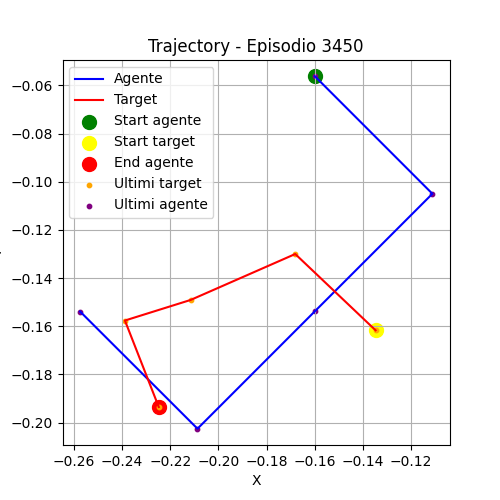 Trajectory - Episodio 3450
Agente
Target
Start agente
Start target
End agente
Ultimi target
Ultimi agente
−0.06
−0.08
−0.10
−0.12
−0.14
−0.16
−0.18
−0.20
−0.26 −0.24 −0.22 −0.20 −0.18 −0.16 −0.14 −0.12
X